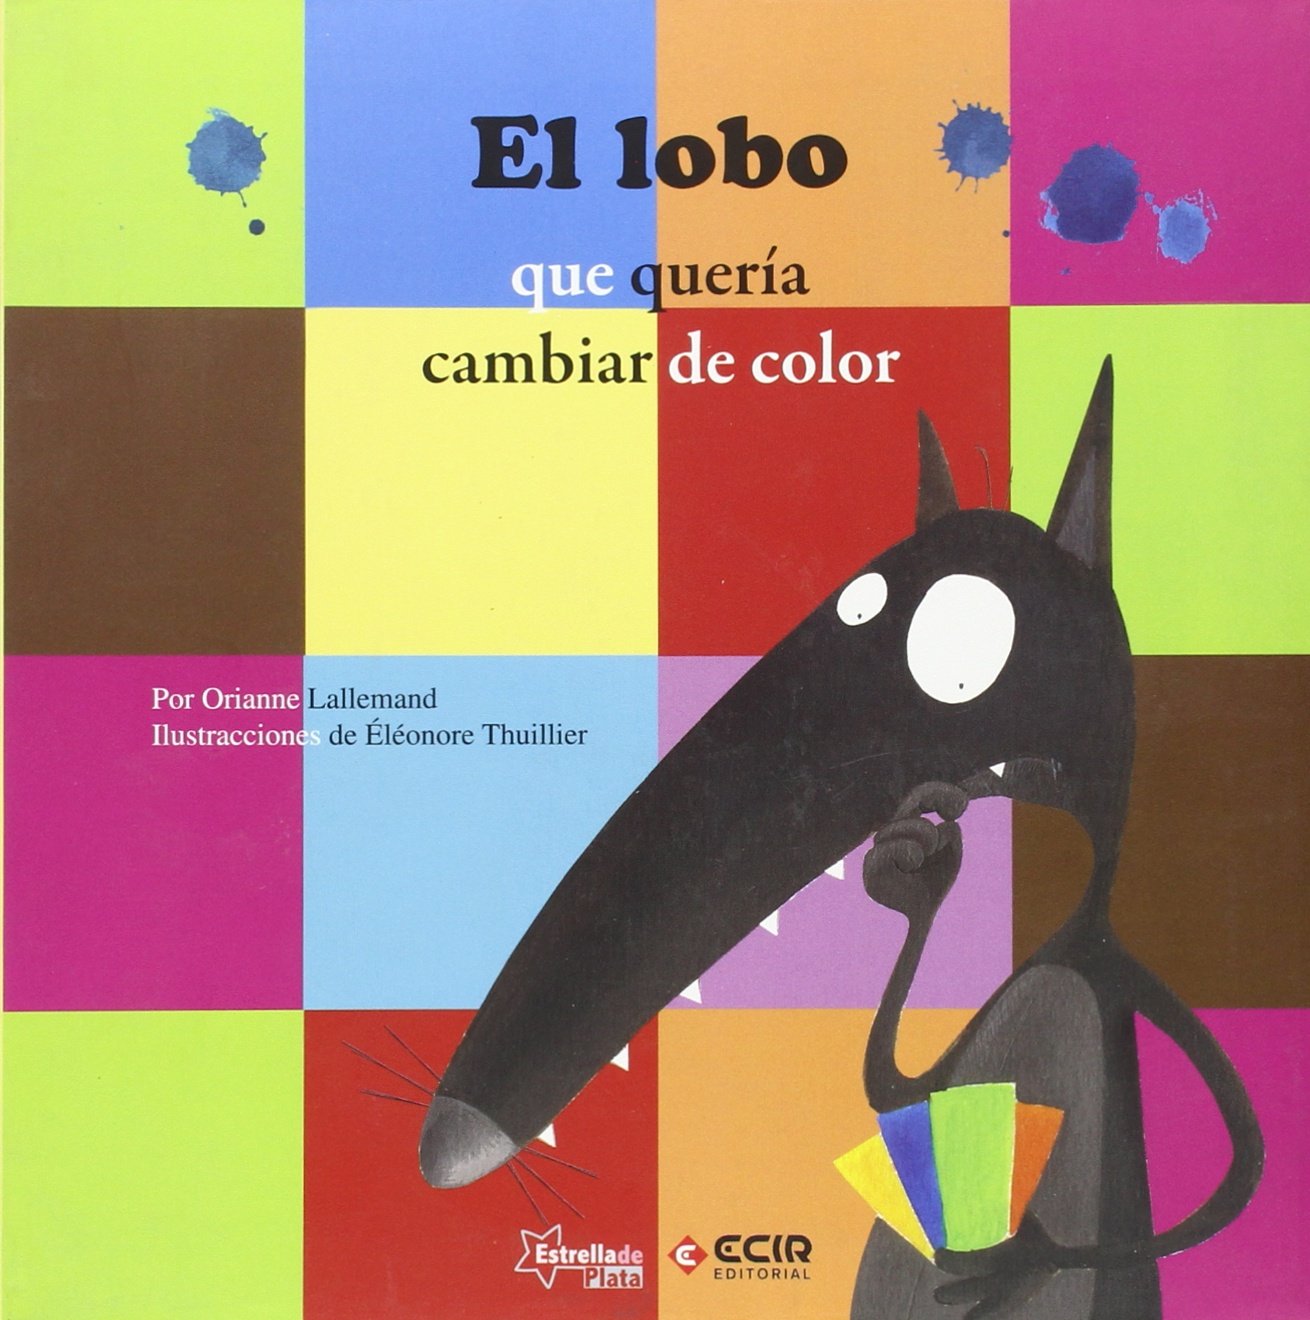 El lobo
que quería
cambiar de color
Por Orianne Lallemand
Ilustracciones de Éléonore Thuillier
Estrella de
Plata
ECIR
EDITORIAL